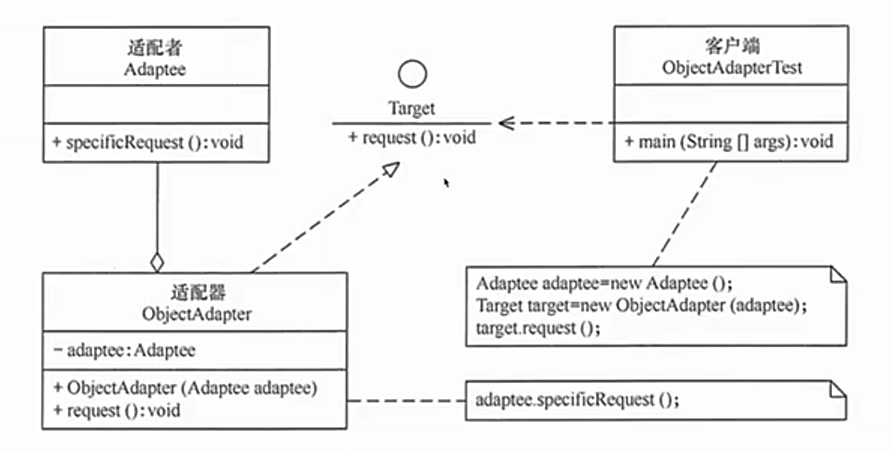 适配者
Adaptee
+ specificRequest ():void
Target
+ request ():void
客户端
ObjectAdapterTest
+ main (String [] args):void
适配器
ObjectAdapter
- adaptee:Adaptee
+ ObjectAdapter (Adaptee adaptee)
+ request ():void
Adaptee adaptee=new Adaptee ();
Target target=new ObjectAdapter (adaptee);
target.request ();
adaptee.specificRequest ();